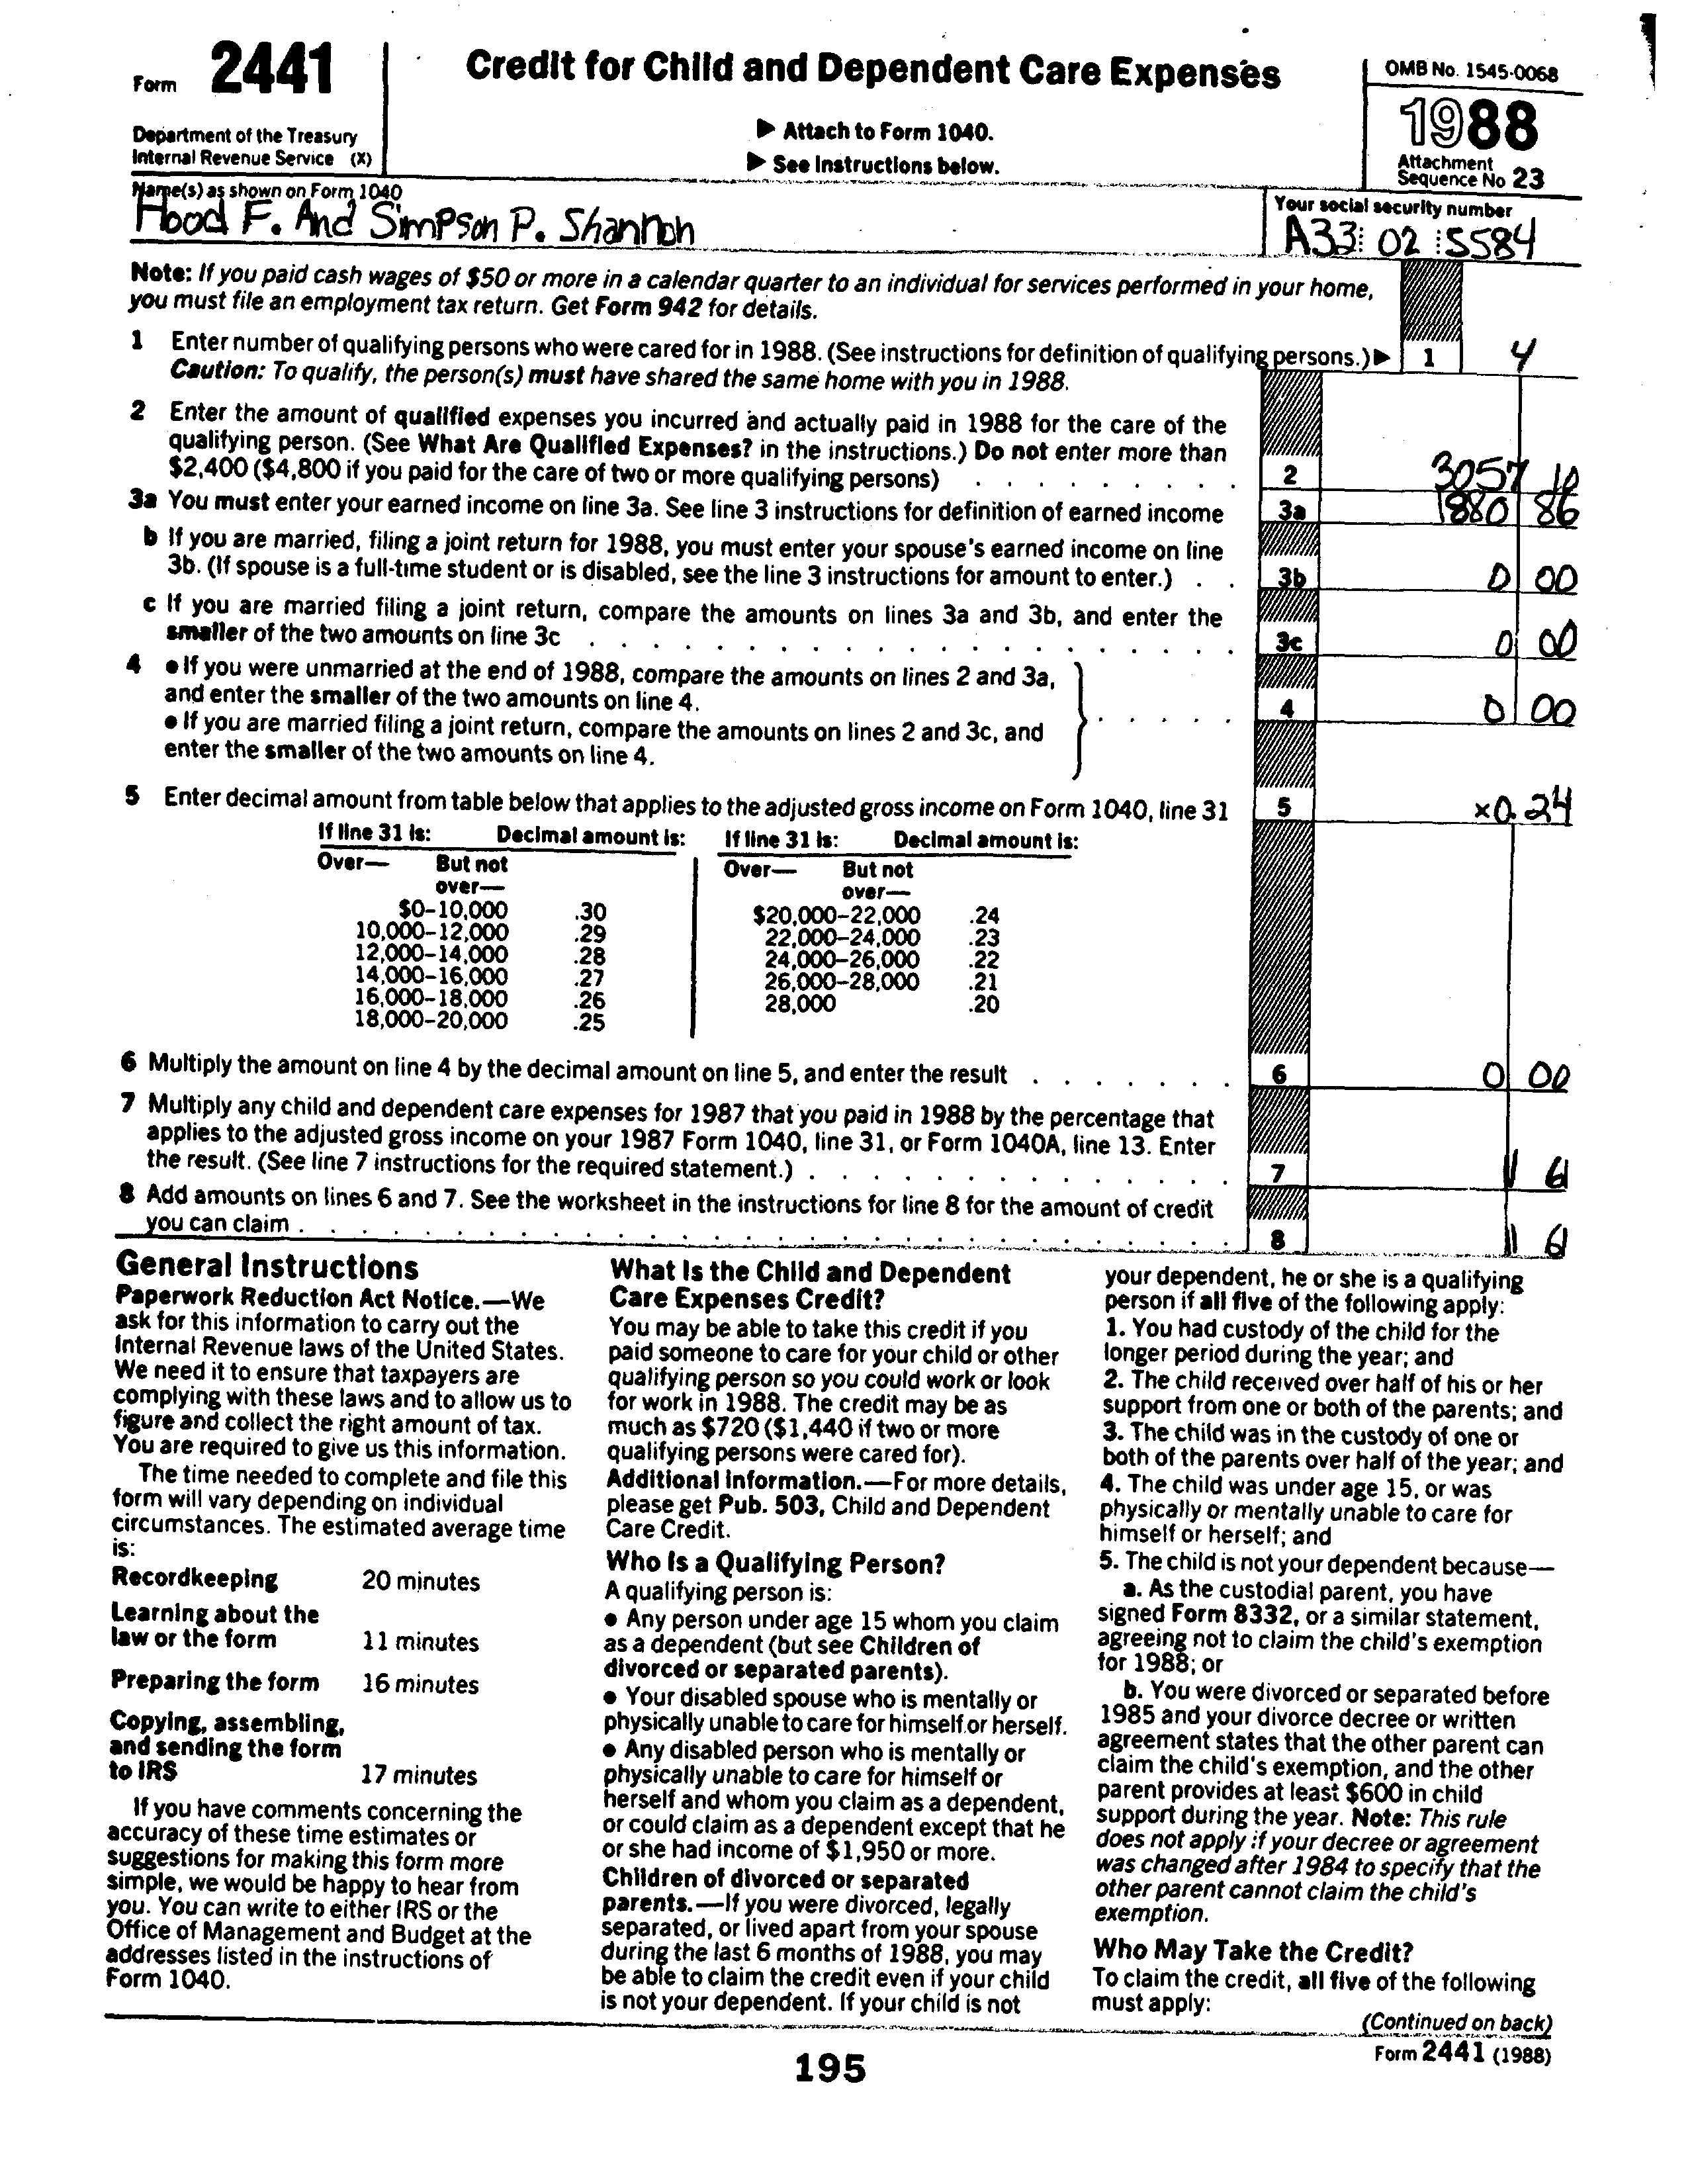 Form 2441
Credit for Child and Dependent Care Expenses
OMB No. 1545-0068
1988
Department of the Treasury
Internal Revenue Service (X)
▶ Attach to Form 1040.
▶ See Instructions below.
Attachment
Sequence No 23
Name(s) as shown on Form 1040
Hood F. And Simpson P. Shannon
Your social security number
A33 02 5584
Note: If you paid cash wages of $50 or more in a calendar quarter to an individual for services performed in your home,
you must file an employment tax return. Get Form 942 for details.
1 Enter number of qualifying persons who were cared for in 1988. (See instructions for definition of qualifying persons.) ▶ 1 4
Caution: To qualify, the person(s) must have shared the same home with you in 1988.
2 Enter the amount of qualified expenses you incurred and actually paid in 1988 for the care of the
qualifying person. (See What Are Qualified Expenses? in the instructions.) Do not enter more than
$2,400 ($4,800 if you paid for the care of two or more qualifying persons) . . . . . . . . . 2 3057
3a You must enter your earned income on line 3a. See line 3 instructions for definition of earned income 3a 1880 86
b If you are married, filing a joint return for 1988, you must enter your spouse's earned income on line
3b. (If spouse is a full-time student or is disabled, see the line 3 instructions for amount to enter.) . . 3b 0 00
c If you are married filing a joint return, compare the amounts on lines 3a and 3b, and enter the
smaller of the two amounts on line 3c . . . . . . . . . . . . . . . . . . . . . 3c 0 00
4 ● If you were unmarried at the end of 1988, compare the amounts on lines 2 and 3a,
and enter the smaller of the two amounts on line 4.
● If you are married filing a joint return, compare the amounts on lines 2 and 3c, and
enter the smaller of the two amounts on line 4.
. . . . . 4 0 00
5 Enter decimal amount from table below that applies to the adjusted gross income on Form 1040, line 31 5 ×0.24
If line 31 is: Decimal amount is: If line 31 is: Decimal amount is:
Over— But not over— Over— But not over—
$0–10,000 .30 $20,000–22,000 .24
10,000–12,000 .29 22,000–24,000 .23
12,000–14,000 .28 24,000–26,000 .22
14,000–16,000 .27 26,000–28,000 .21
16,000–18,000 .26 28,000 .20
18,000–20,000 .25
6 Multiply the amount on line 4 by the decimal amount on line 5, and enter the result . . . . . . . 6 0 00
7 Multiply any child and dependent care expenses for 1987 that you paid in 1988 by the percentage that
applies to the adjusted gross income on your 1987 Form 1040, line 31, or Form 1040A, line 13. Enter
the result. (See line 7 instructions for the required statement.) . . . . . . . . . . . . . . 7
8 Add amounts on lines 6 and 7. See the worksheet in the instructions for line 8 for the amount of credit
you can claim . . . . . . . . . . . . . . . . . . . . . . . . . . . . . . 8
General Instructions
Paperwork Reduction Act Notice.—We
ask for this information to carry out the
Internal Revenue laws of the United States.
We need it to ensure that taxpayers are
complying with these laws and to allow us to
figure and collect the right amount of tax.
You are required to give us this information.
The time needed to complete and file this
form will vary depending on individual
circumstances. The estimated average time
is:
Recordkeeping 20 minutes
Learning about the
law or the form 11 minutes
Preparing the form 16 minutes
Copying, assembling,
and sending the form
to IRS 17 minutes
If you have comments concerning the
accuracy of these time estimates or
suggestions for making this form more
simple, we would be happy to hear from
you. You can write to either IRS or the
Office of Management and Budget at the
addresses listed in the instructions of
Form 1040.
What Is the Child and Dependent
Care Expenses Credit?
You may be able to take this credit if you
paid someone to care for your child or other
qualifying person so you could work or look
for work in 1988. The credit may be as
much as $720 ($1,440 if two or more
qualifying persons were cared for).
Additional Information.—For more details,
please get Pub. 503, Child and Dependent
Care Credit.
Who Is a Qualifying Person?
A qualifying person is:
● Any person under age 15 whom you claim
as a dependent (but see Children of
divorced or separated parents).
● Your disabled spouse who is mentally or
physically unable to care for himself or herself.
● Any disabled person who is mentally or
physically unable to care for himself or
herself and whom you claim as a dependent,
or could claim as a dependent except that he
or she had income of $1,950 or more.
Children of divorced or separated
parents.—If you were divorced, legally
separated, or lived apart from your spouse
during the last 6 months of 1988, you may
be able to claim the credit even if your child
is not your dependent. If your child is not
your dependent, he or she is a qualifying
person if all five of the following apply:
1. You had custody of the child for the
longer period during the year; and
2. The child received over half of his or her
support from one or both of the parents; and
3. The child was in the custody of one or
both of the parents over half of the year; and
4. The child was under age 15, or was
physically or mentally unable to care for
himself or herself; and
5. The child is not your dependent because—
a. As the custodial parent, you have
signed Form 8332, or a similar statement,
agreeing not to claim the child's exemption
for 1988; or
b. You were divorced or separated before
1985 and your divorce decree or written
agreement states that the other parent can
claim the child's exemption, and the other
parent provides at least $600 in child
support during the year. Note: This rule
does not apply if your decree or agreement
was changed after 1984 to specify that the
other parent cannot claim the child's
exemption.
Who May Take the Credit?
To claim the credit, all five of the following
must apply:
(Continued on back)
195
Form 2441 (1988)